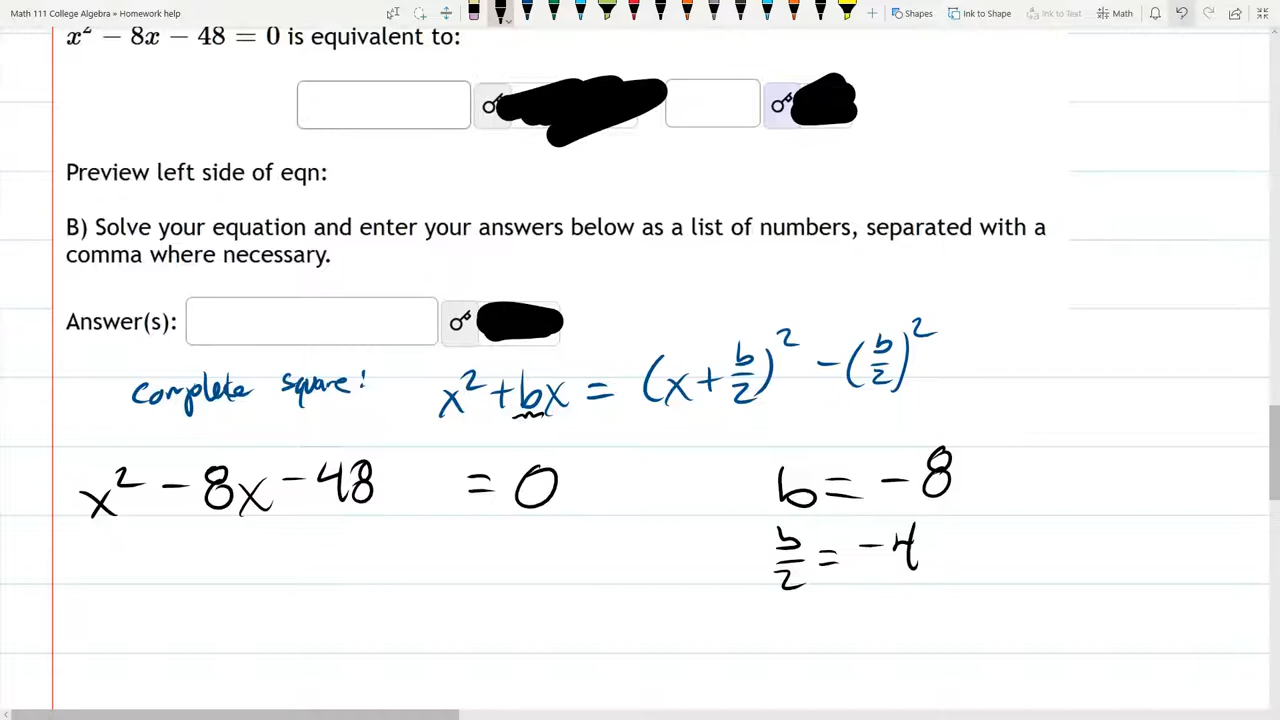 Math 111 College Algebra » Homework help
Shapes Ink to Shape Ink to Text Math
x² − 8x − 48 = 0 is equivalent to:
Preview left side of eqn:
B) Solve your equation and enter your answers below as a list of numbers, separated with a
comma where necessary.
Answer(s):
complete square: x² + bx = (x + b/2)² − (b/2)²
x² − 8x − 48 = 0 b = −8
b/2 = −4